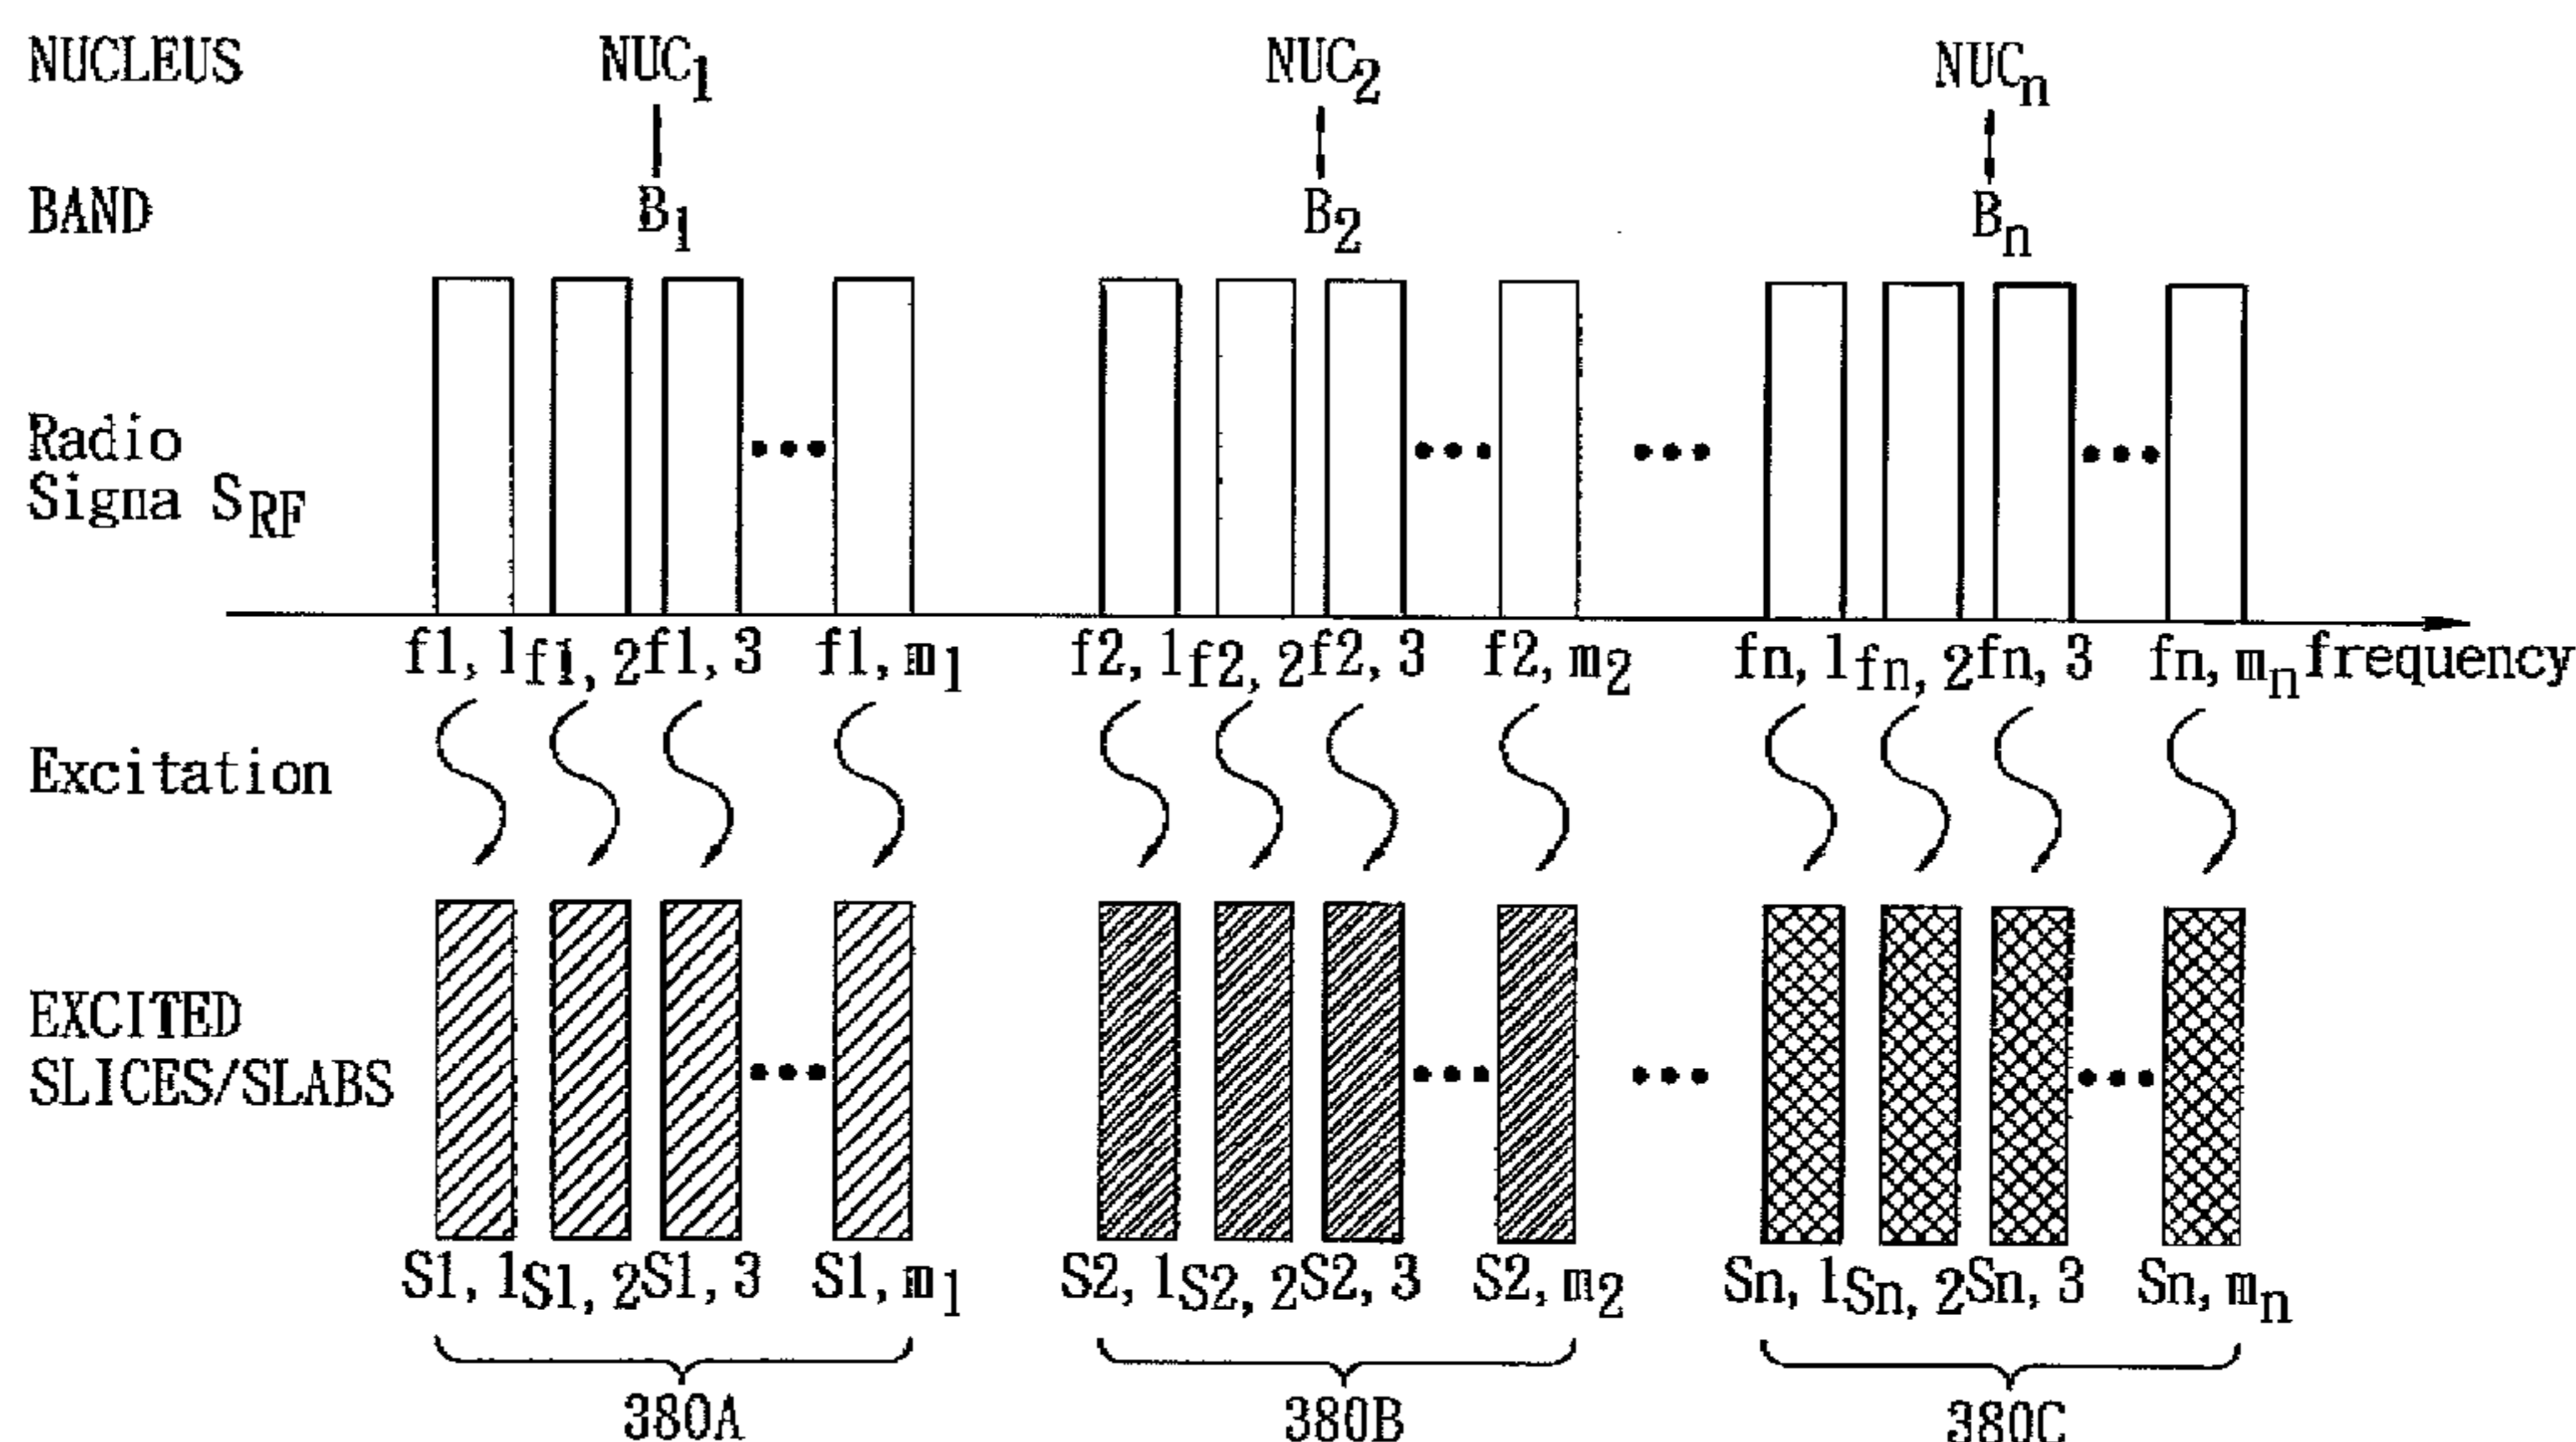 NUCLEUS NUC1 NUC2 NUCn
BAND B1 B2 Bn
Radio
Signa SRF
f1, 1 f1, 2 f1, 3 f1, m1 f2, 1 f2, 2 f2, 3 f2, m2 fn, 1 fn, 2 fn, 3 fn, mn frequency
Excitation
EXCITED
SLICES/SLABS
S1, 1 S1, 2 S1, 3 S1, m1 S2, 1 S2, 2 S2, 3 S2, m2 Sn, 1 Sn, 2 Sn, 3 Sn, mn
380A 380B 380C